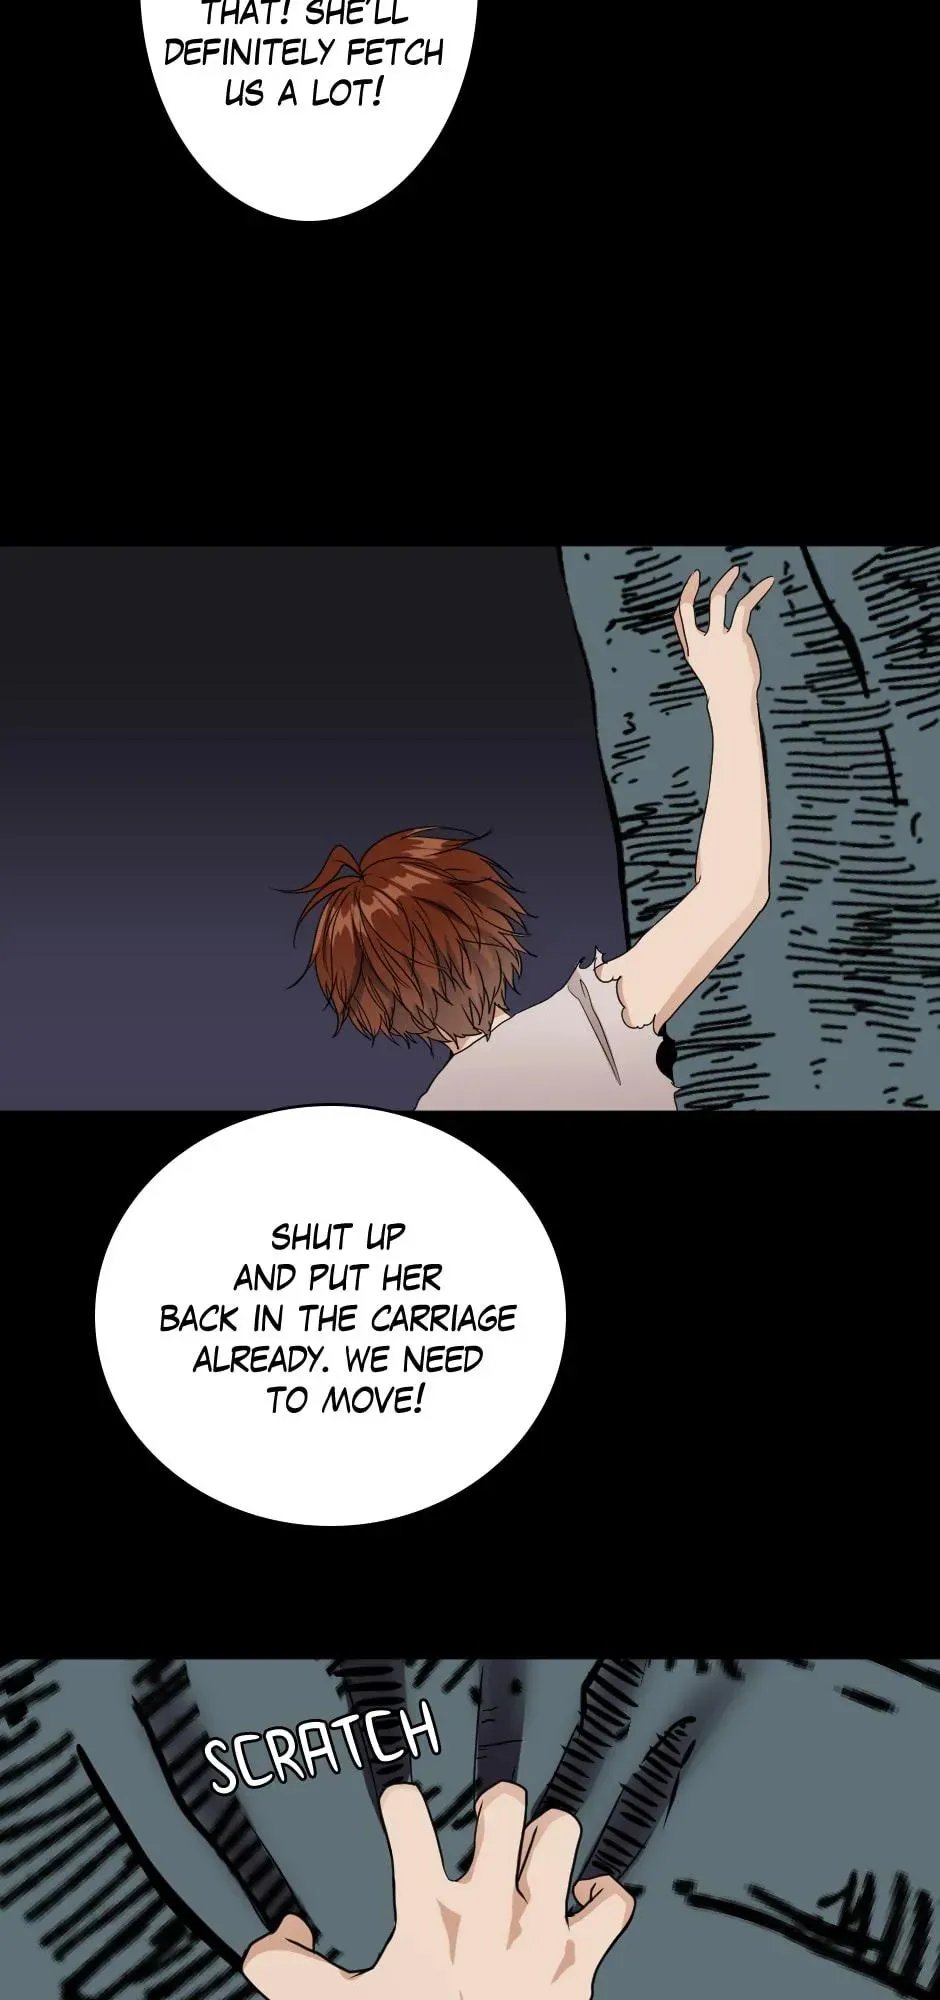 THAT! SHE'LL
DEFINITELY FETCH
US A LOT!
SHUT UP
AND PUT HER
BACK IN THE CARRIAGE
ALREADY. WE NEED
TO MOVE!
SCRATCH